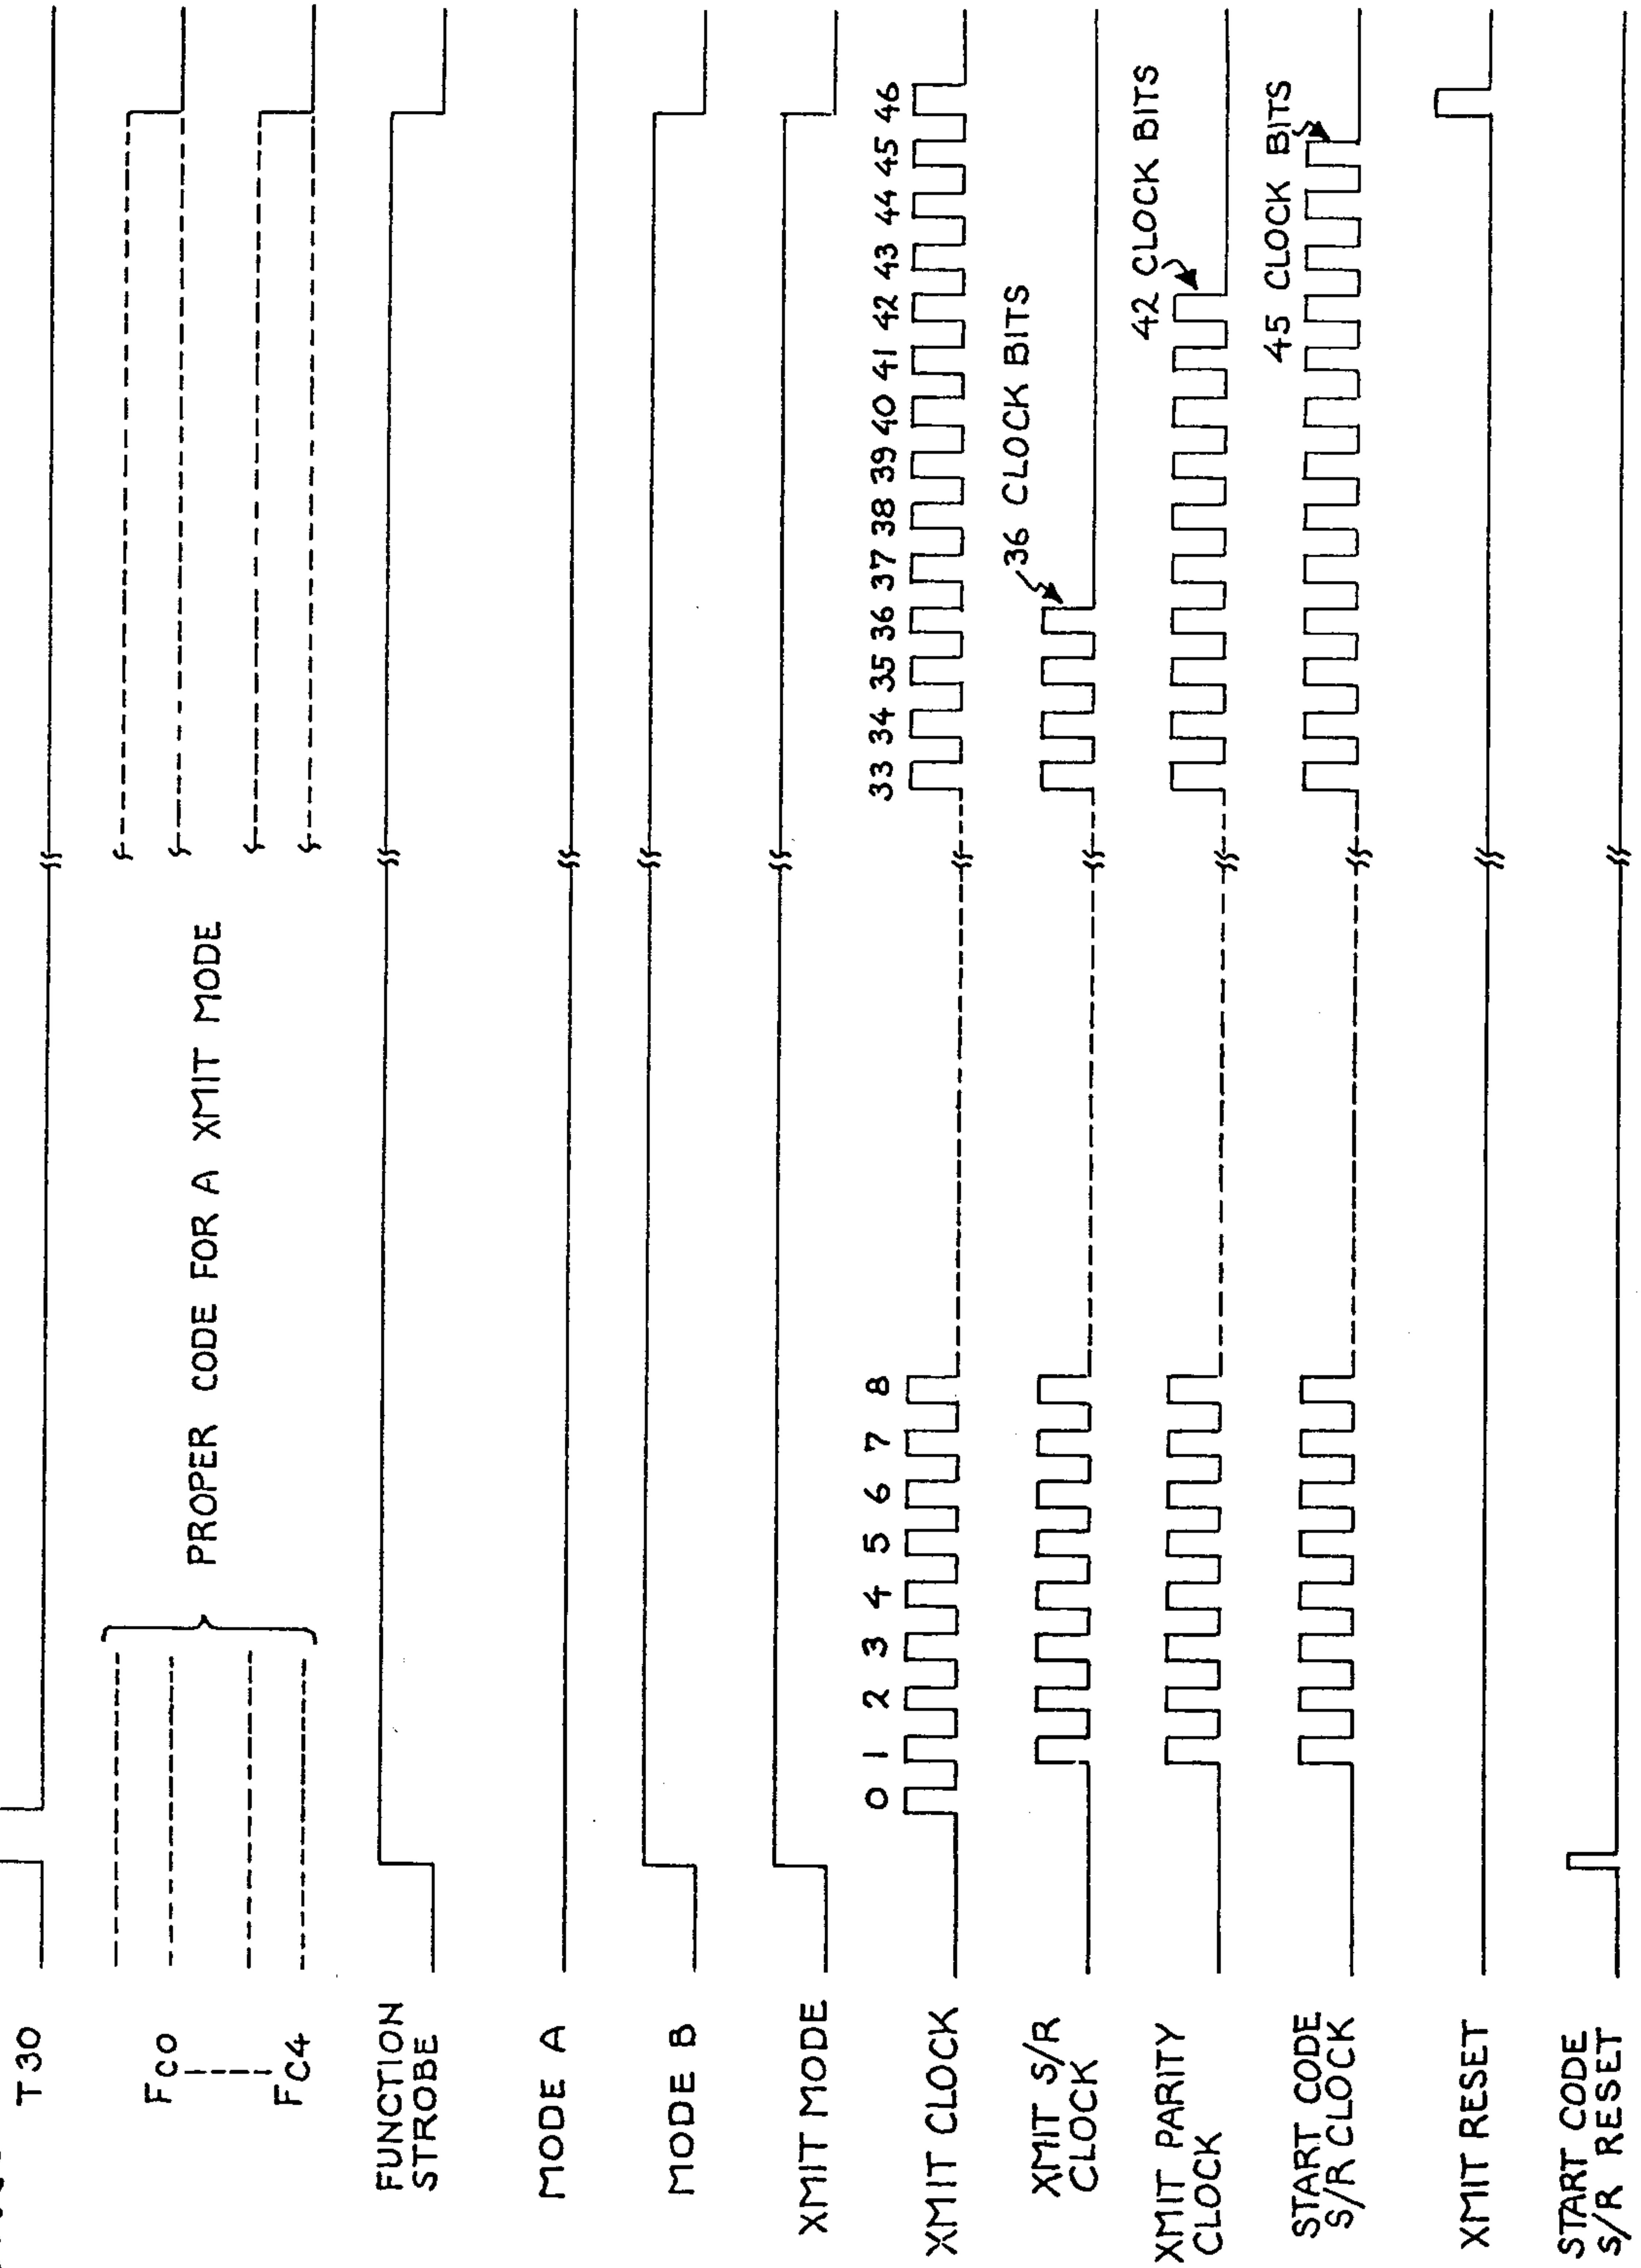 T30
PROPER CODE FOR A XMIT MODE
FC0
FC4
FUNCTION
STROBE
MODE A
MODE B
XMIT MODE
0 1 2 3 4 5 6 7 8 33 34 35 36 37 38 39 40 41 42 43 44 45 46
XMIT CLOCK
36 CLOCK BITS
XMIT S/R
CLOCK
42 CLOCK BITS
XMIT PARITY
CLOCK
45 CLOCK BITS
START CODE
S/R CLOCK
XMIT RESET
START CODE
S/R RESET